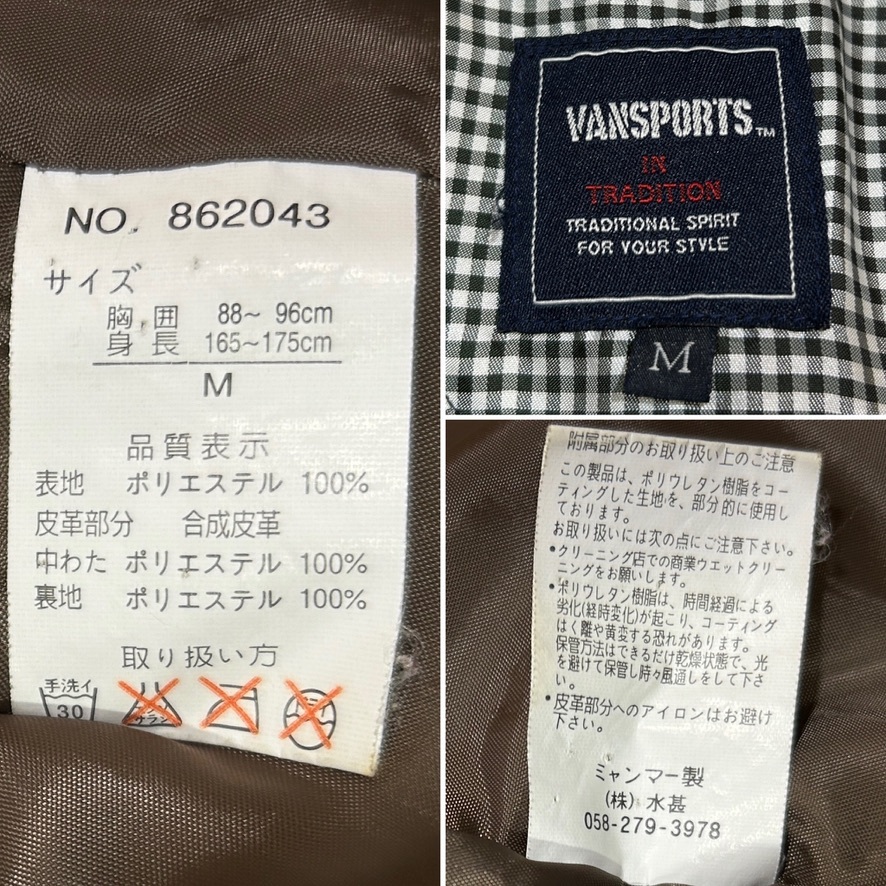 NO. 862043
サイズ
胸 囲 88～ 96cm
身 長 165～175cm
M
品質表示
表地 ポリエステル 100%
皮革部分 合成皮革
中わた ポリエステル 100%
裏地 ポリエステル 100%
取り扱い方
手洗イ
30
VANSPORTS™
IN
TRADITION
TRADITIONAL SPIRIT
FOR YOUR STYLE
M
附属部分のお取り扱い上のご注意
この製品は、ポリウレタン樹脂をコー
ティングした生地を、部分的に使用し
ております。
お取り扱いには次の点にご注意下さい。
•クリーニング店での商業ウエットクリー
ニングをお願いします。
•ポリウレタン樹脂は、時間経過による
劣化(経時変化)が起こり、コーティング
はく離や黄変する恐れがあります。
保管方法はできるだけ乾燥状態で、光
を避けて保管し時々風通しをして下さ
い。
•皮革部分へのアイロンはお避け
下さい。
ミャンマー製
(株) 水甚
058-279-3978